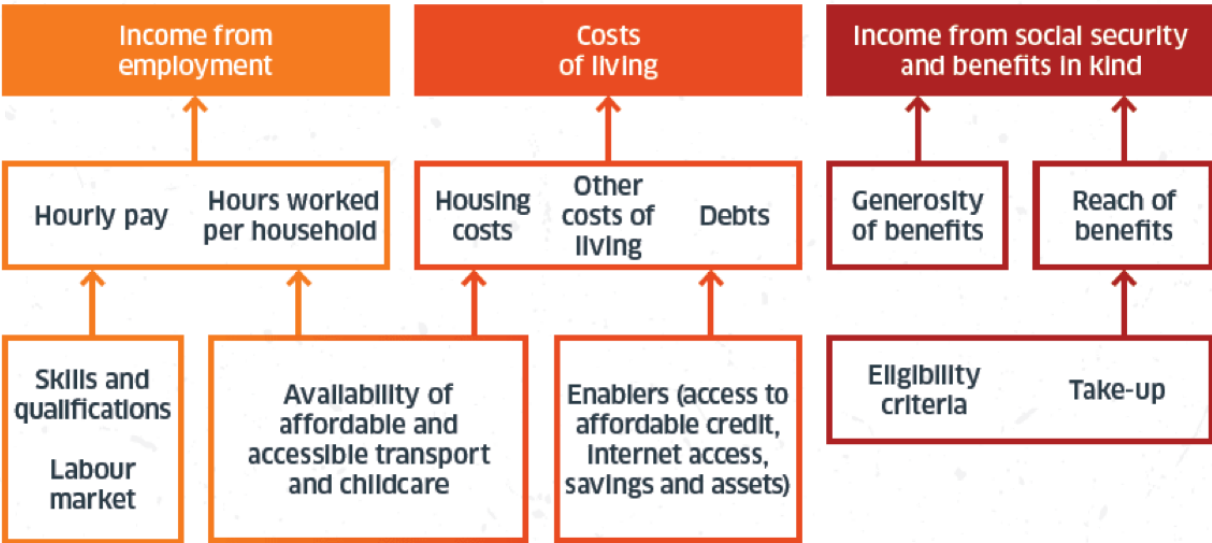 Income from
employment
Costs
of living
Income from social security
and benefits in kind
Hourly pay
Hours worked
per household
Housing
costs
Other
costs of
living
Debts
Generosity
of benefits
Reach of
benefits
Skills and
qualifications
Labour
market
Availability of
affordable and
accessible transport
and childcare
Enablers (access to
affordable credit,
internet access,
savings and assets)
Eligibility
criteria
Take-up